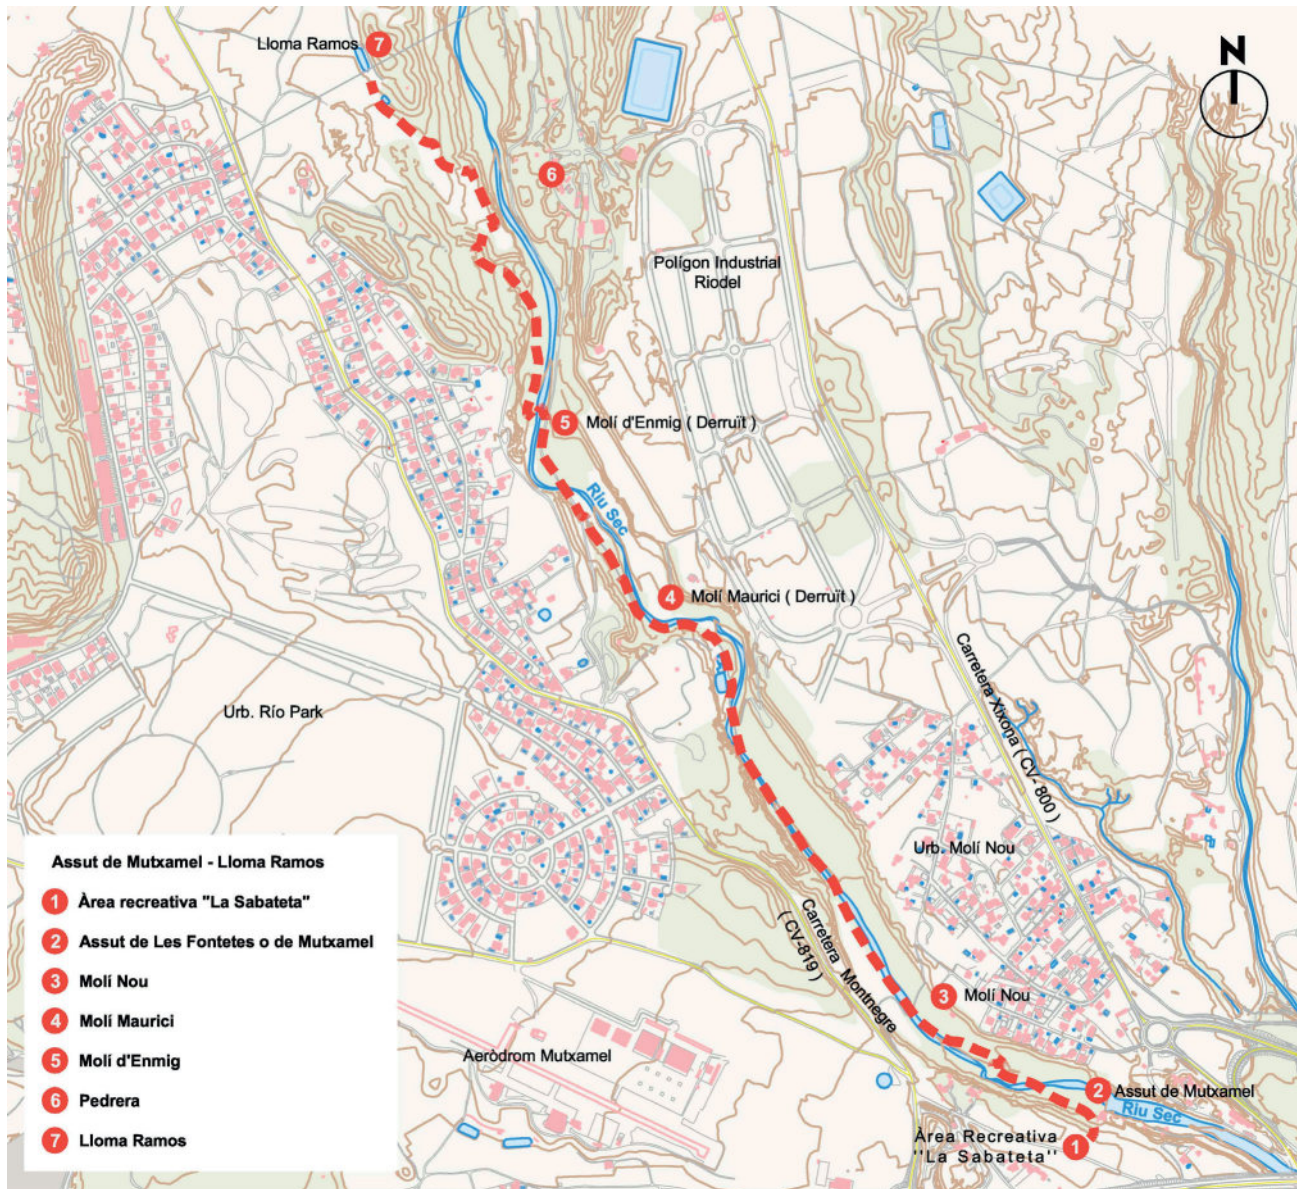 Lloma Ramos
7
N
6
Polígon Industrial
Riodel
5
Molí d'Enmig ( Derruït )
Riu Sec
4
Molí Maurici ( Derruït )
Carretera Xixona ( CV- 800 )
Urb. Río Park
Urb. Molí Nou
Carretera Montnegre
( CV-819 )
3
Molí Nou
Aeròdrom Mutxamel
2
Assut de Mutxamel
Riu Sec
Àrea Recreativa
''La Sabateta''
1
Assut de Mutxamel - Lloma Ramos
1 Àrea recreativa "La Sabateta"
2 Assut de Les Fontetes o de Mutxamel
3 Molí Nou
4 Molí Maurici
5 Molí d'Enmig
6 Pedrera
7 Lloma Ramos